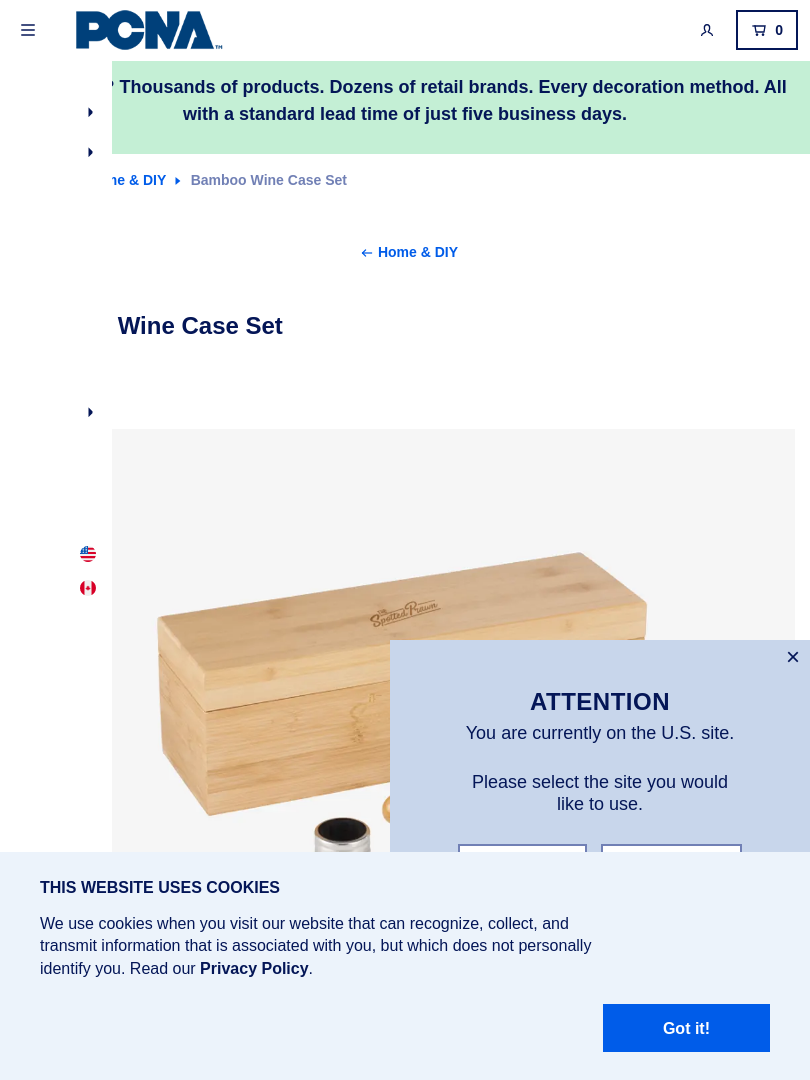 PCNA™
0
Thousands of products. Dozens of retail brands. Every decoration method. All
with a standard lead time of just five business days.
& DIY
Bamboo Wine Case Set
Home & DIY
Wine Case Set
The
Spotted Prawn
ATTENTION
You are currently on the U.S. site.
Please select the site you would
like to use.
THIS WEBSITE USES COOKIES
We use cookies when you visit our website that can recognize, collect, and
transmit information that is associated with you, but which does not personally
identify you. Read our Privacy Policy.
Got it!